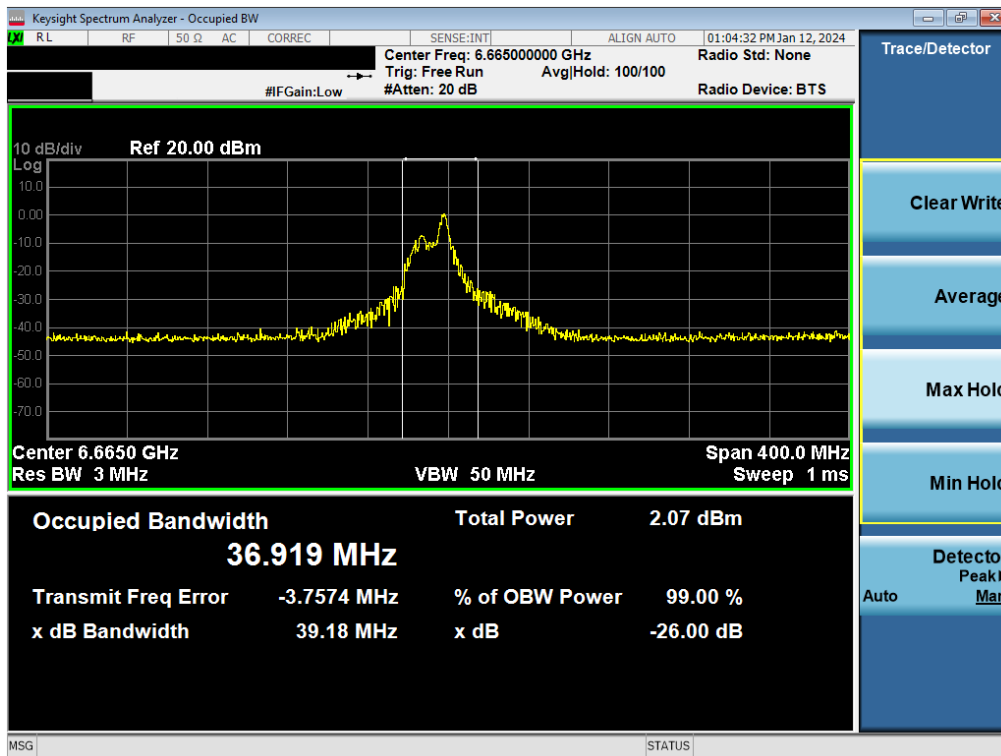 Keysight Spectrum Analyzer - Occupied BW
LXI RL RF 50 Ω AC CORREC SENSE:INT ALIGN AUTO 01:04:32 PM Jan 12, 2024
Center Freq: 6.665000000 GHz Radio Std: None
Trig: Free Run Avg|Hold: 100/100
#IFGain:Low #Atten: 20 dB Radio Device: BTS
10 dB/div Ref 20.00 dBm
Log
10.0
0.00
-10.0
-20.0
-30.0
-40.0
-50.0
-60.0
-70.0
Center 6.6650 GHz Span 400.0 MHz
Res BW 3 MHz VBW 50 MHz Sweep 1 ms
Occupied Bandwidth Total Power 2.07 dBm
36.919 MHz
Transmit Freq Error -3.7574 MHz % of OBW Power 99.00 %
x dB Bandwidth 39.18 MHz x dB -26.00 dB
MSG STATUS
Trace/Detector
Clear Write
Average
Max Hold
Min Hold
Detecto
Peak
Auto Man